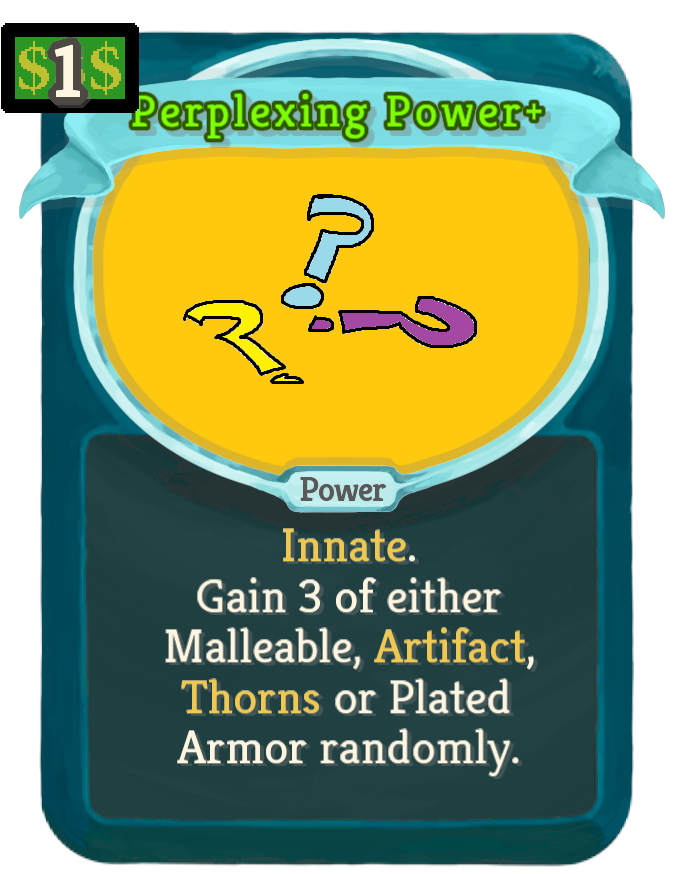 $1$
Perplexing Power+
? ? ?
Power
Innate.
Gain 3 of either
Malleable, Artifact,
Thorns or Plated
Armor randomly.